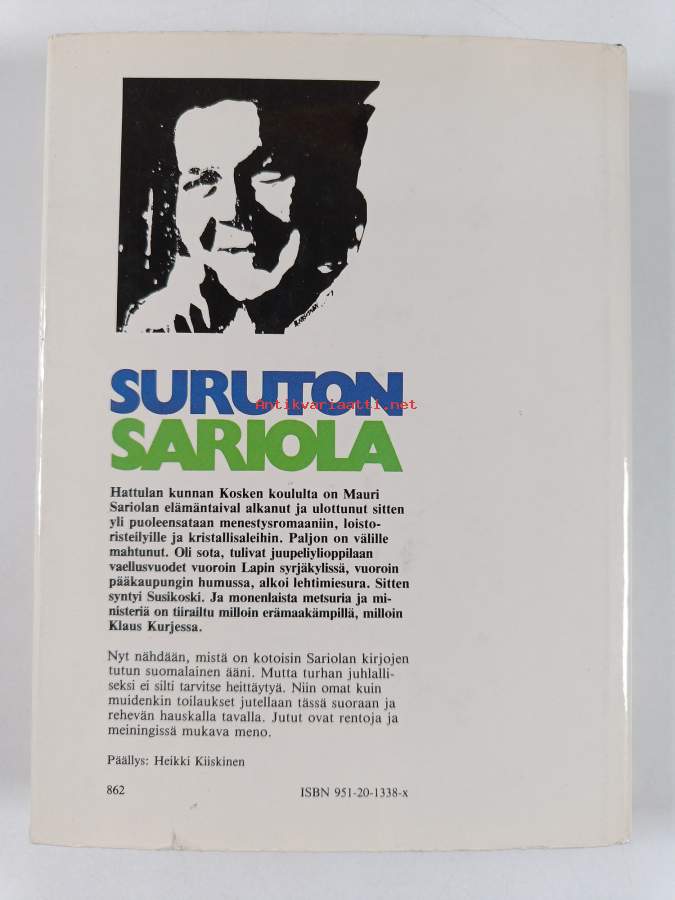 SURUTON
Antikvariaatti.net
SARIOLA
Hattulan kunnan Kosken koululta on Mauri
Sariolan elämäntaival alkanut ja ulottunut sitten
yli puoleensataan menestysromaaniin, loisto-
risteilyille ja kristallisaleihin. Paljon on välille
mahtunut. Oli sota, tulivat juupeliylioppilaan
vaellusvuodet vuoroin Lapin syrjäkylissä, vuoroin
pääkaupungin humussa, alkoi lehtimiesura. Sitten
syntyi Susikoski. Ja monenlaista metsuria ja mi-
nisteriä on tiirailtu milloin erämaakämpillä, milloin
Klaus Kurjessa.
Nyt nähdään, mistä on kotoisin Sariolan kirjojen
tutun suomalainen ääni. Mutta turhan juhlalli-
seksi ei silti tarvitse heittäytyä. Niin omat kuin
muidenkin toilaukset jutellaan tässä suoraan ja
rehevän hauskalla tavalla. Jutut ovat rentoja ja
meiningissä mukava meno.
Päällys: Heikki Kiiskinen
862 ISBN 951-20-1338-x